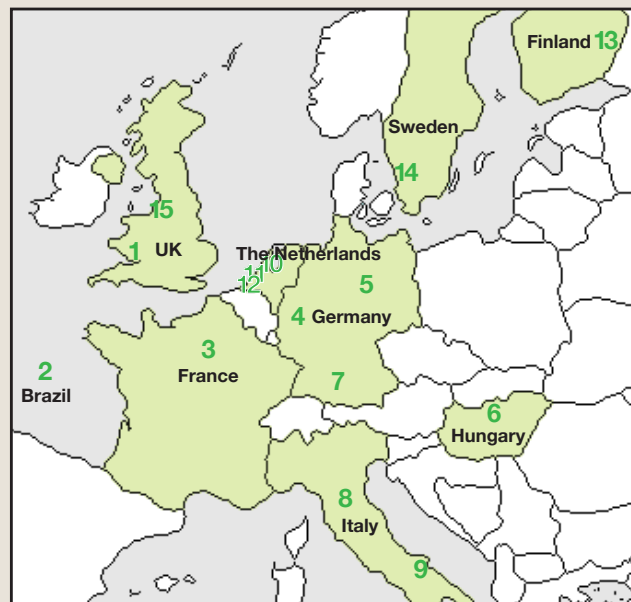 Finland 13
Sweden
14
15
1 UK
The Netherlands
10
11
12
5
4 Germany
3
France
7
2
Brazil
6
Hungary
8
Italy
9